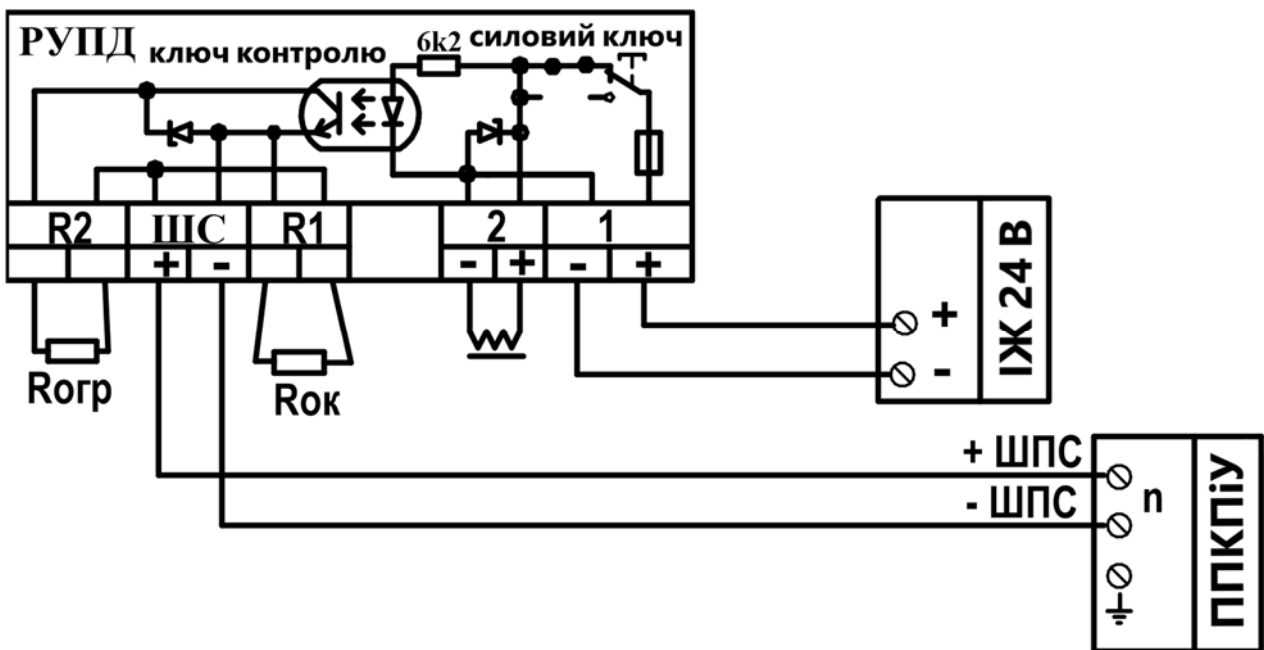 РУПД ключ контролю 6k2 силовий ключ
R2 ШС R1 2 1
+ - - + - +
Rогр
Rок
+
-
ІЖ 24 В
+ ШПС
- ШПС
n
ППКПіУ